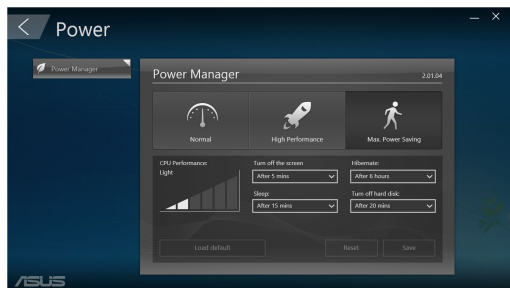 Power
Power Manager
Power Manager
2.01.04
Normal
High Performance
Max. Power Saving
CPU Performance:
Light
Turn off the screen
After 5 mins
Hibernate:
After 6 hours
Sleep:
After 15 mins
Turn off hard disk:
After 20 mins
Load default
Reset
Save
ASUS